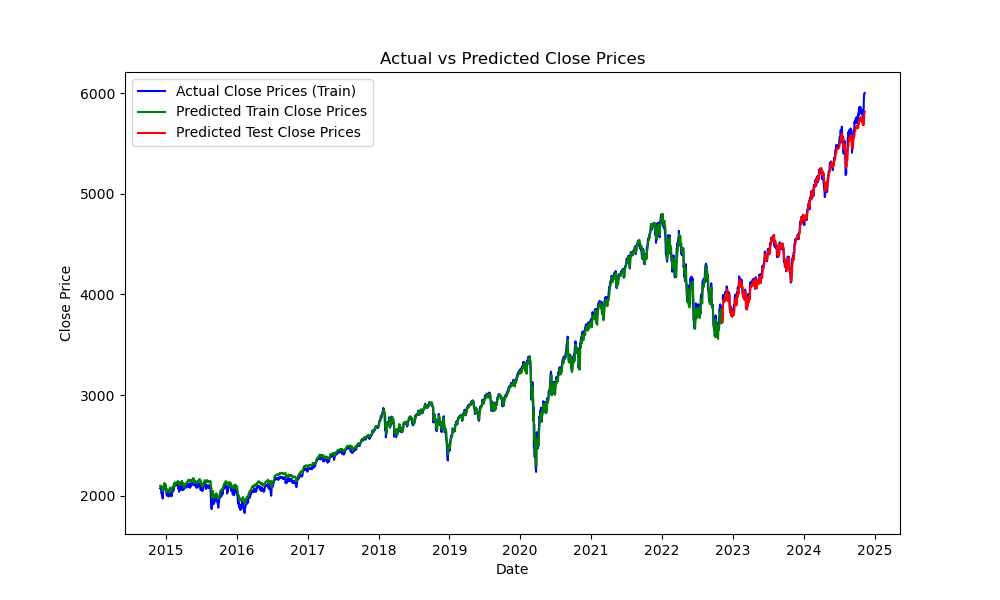 Actual vs Predicted Close Prices
Actual Close Prices (Train)
Predicted Train Close Prices
Predicted Test Close Prices
Close Price
6000
5000
4000
3000
2000
2015 2016 2017 2018 2019 2020 2021 2022 2023 2024 2025
Date